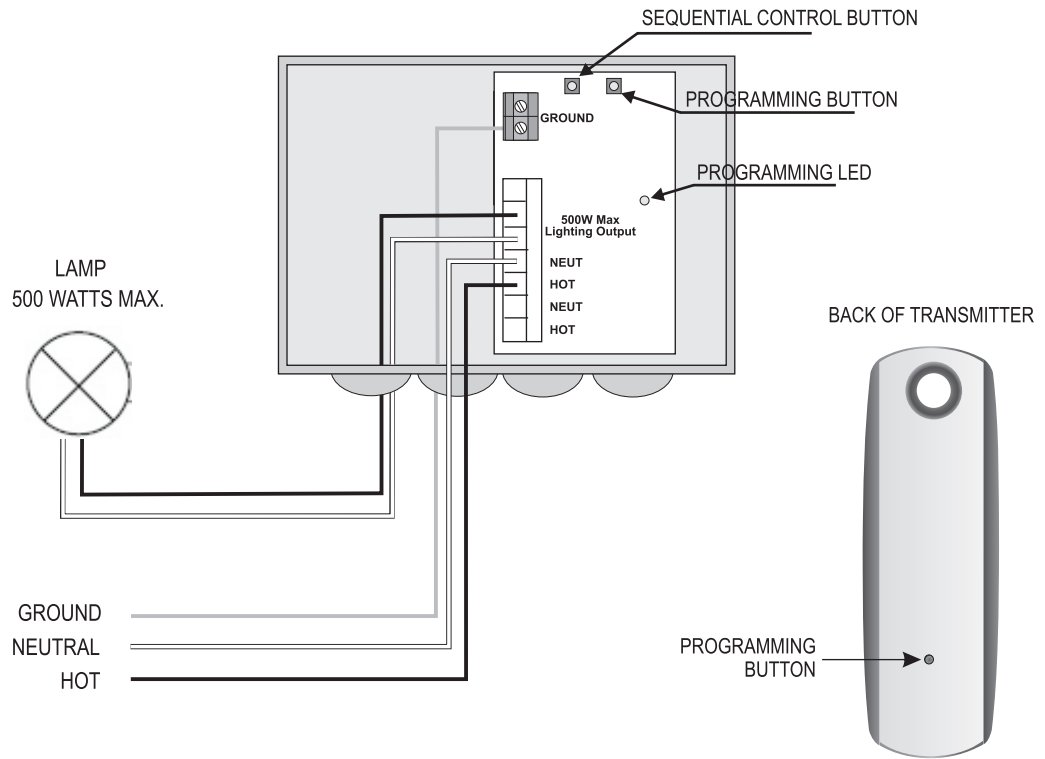 SEQUENTIAL CONTROL BUTTON
PROGRAMMING BUTTON
GROUND
PROGRAMMING LED
500W Max
Lighting Output
NEUT
HOT
NEUT
HOT
LAMP
500 WATTS MAX.
BACK OF TRANSMITTER
GROUND
NEUTRAL
HOT
PROGRAMMING
BUTTON